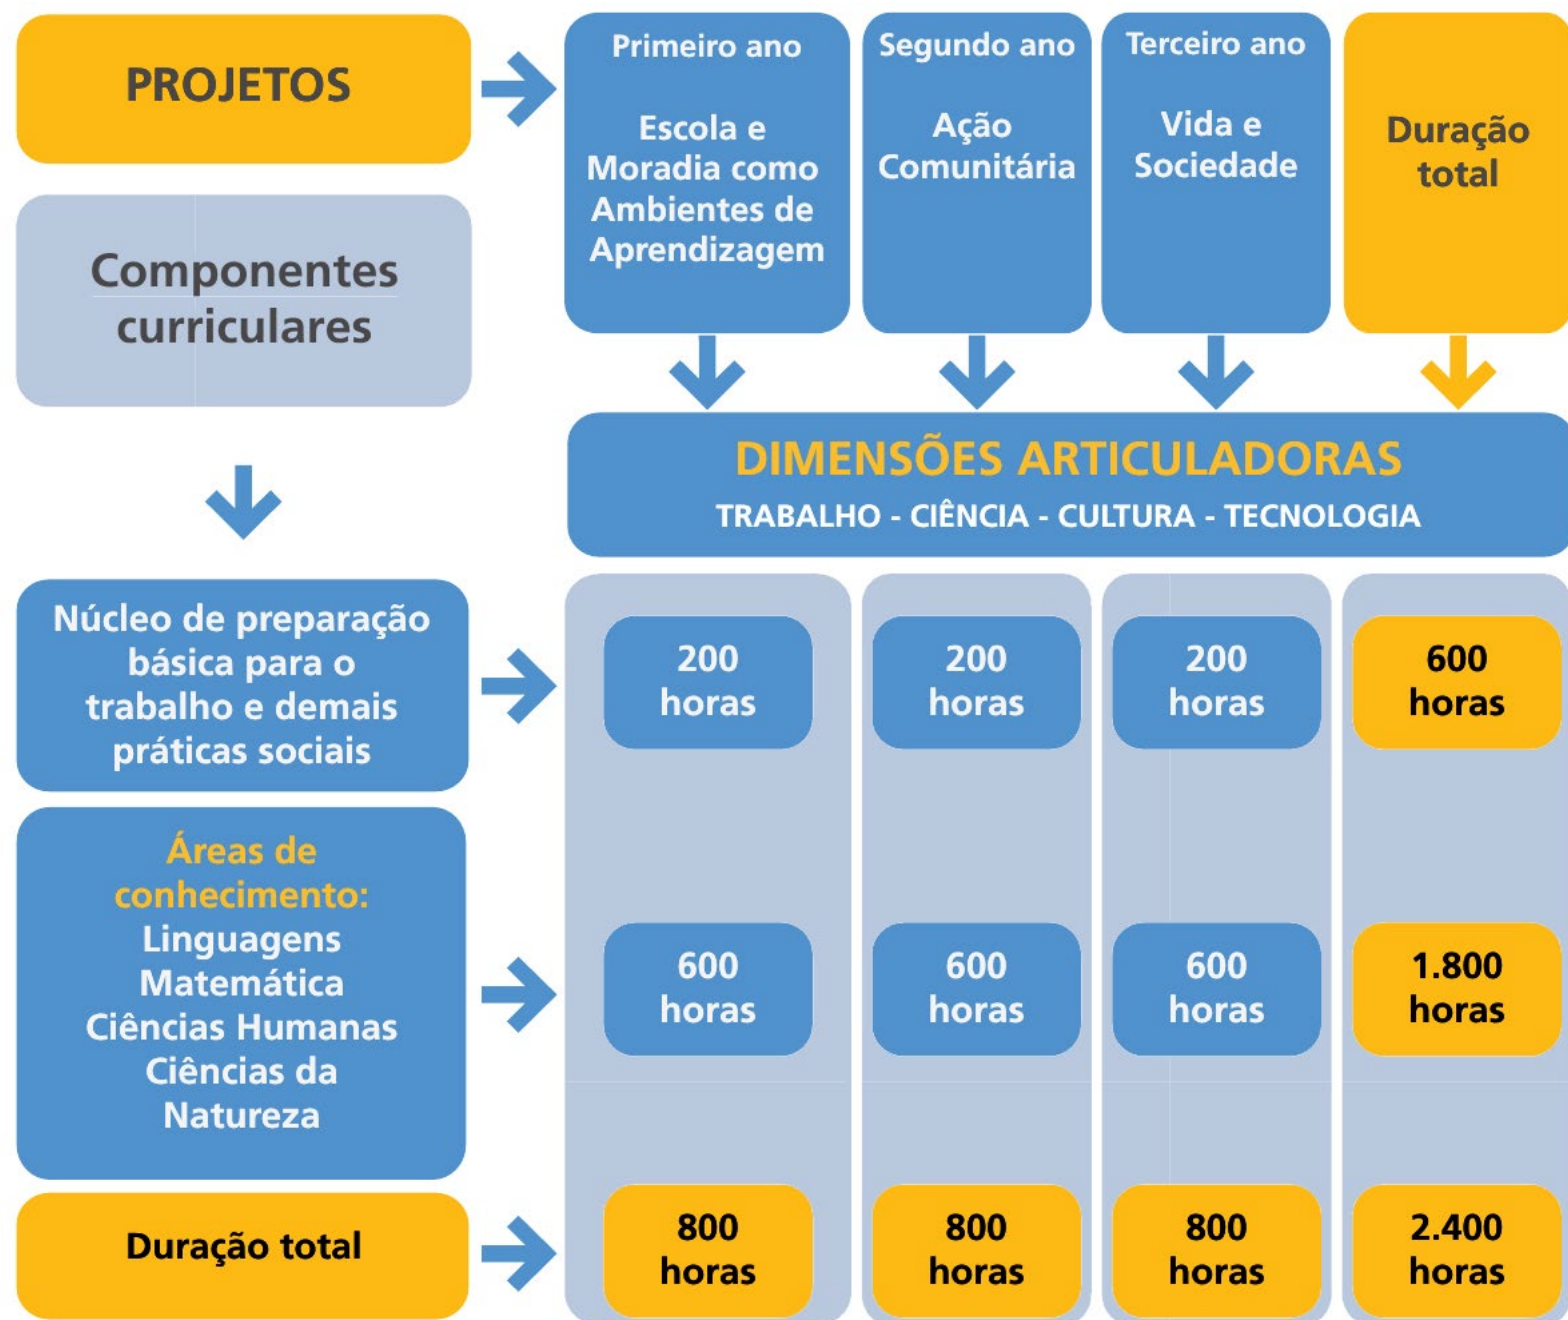 PROJETOS
Primeiro ano
Escola e
Moradia como
Ambientes de
Aprendizagem
Segundo ano
Ação
Comunitária
Terceiro ano
Vida e
Sociedade
Duração
total
Componentes
curriculares
DIMENSÕES ARTICULADORAS
TRABALHO - CIÊNCIA - CULTURA - TECNOLOGIA
Núcleo de preparação
básica para o
trabalho e demais
práticas sociais
200
horas
200
horas
200
horas
600
horas
Áreas de
conhecimento:
Linguagens
Matemática
Ciências Humanas
Ciências da
Natureza
600
horas
600
horas
600
horas
1.800
horas
Duração total
800
horas
800
horas
800
horas
2.400
horas